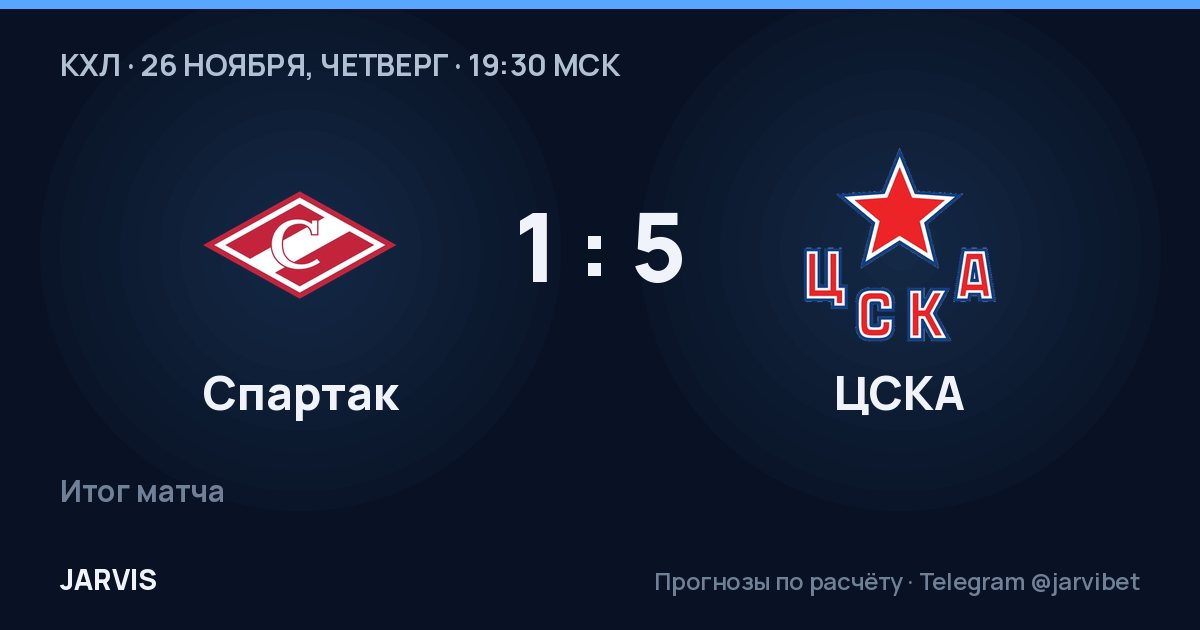 КХЛ · 26 НОЯБРЯ, ЧЕТВЕРГ · 19:30 МСК
С
1 : 5
ЦСКА
Спартак
ЦСКА
Итог матча
JARVIS
Прогнозы по расчёту · Telegram @jarvibet